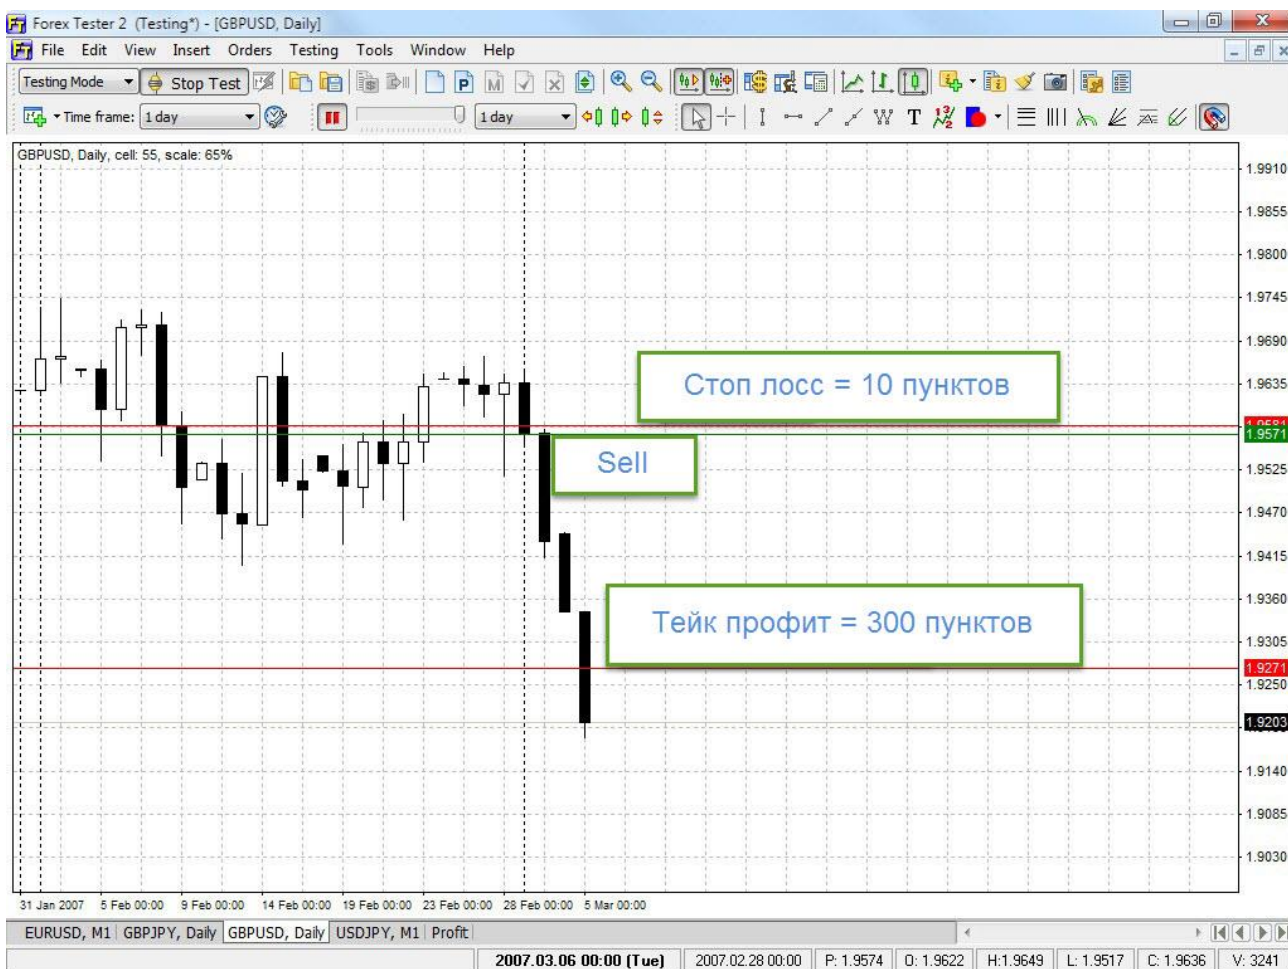 Forex Tester 2 (Testing*) - [GBPUSD, Daily]
File Edit View Insert Orders Testing Tools Window Help
Testing Mode Stop Test
Time frame: 1 day 1 day
GBPUSD, Daily, cell: 55, scale: 65%
1.9910
1.9855
1.9800
1.9745
1.9690
1.9635
Стоп лосс = 10 пунктов
1.9581
1.9571
Sell
1.9525
1.9470
1.9415
1.9360
Тейк профит = 300 пунктов
1.9305
1.9271
1.9250
1.9203
1.9140
1.9085
1.9030
31 Jan 2007 5 Feb 00:00 9 Feb 00:00 14 Feb 00:00 19 Feb 00:00 23 Feb 00:00 28 Feb 00:00 5 Mar 00:00
EURUSD, M1 GBPJPY, Daily GBPUSD, Daily USDJPY, M1 Profit
2007.03.06 00:00 (Tue) 2007.02.28 00:00 P: 1.9574 O: 1.9622 H:1.9649 L: 1.9517 C: 1.9636 V: 3241